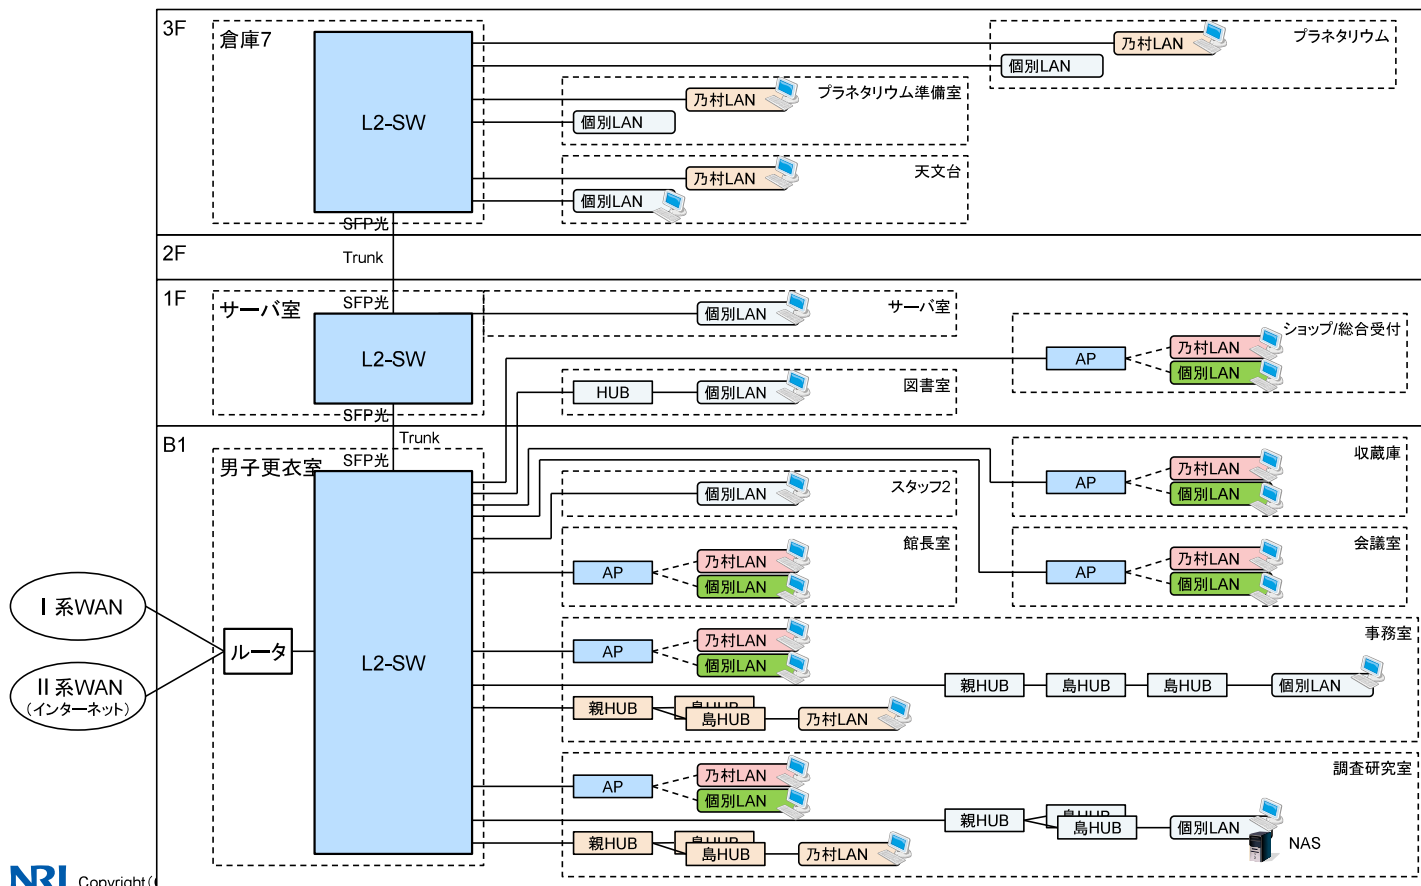 3F
倉庫7
L2-SW
乃村LAN
プラネタリウム
個別LAN
乃村LAN
プラネタリウム準備室
個別LAN
乃村LAN
天文台
個別LAN
SFP光
2F
Trunk
1F
サーバ室
SFP光
L2-SW
個別LAN
サーバ室
ショップ/総合受付
AP
乃村LAN
個別LAN
HUB
個別LAN
図書室
SFP光
B1
Trunk
男子更衣室
SFP光
L2-SW
個別LAN
スタッフ2
収蔵庫
AP
乃村LAN
個別LAN
館長室
AP
乃村LAN
個別LAN
会議室
AP
乃村LAN
個別LAN
Ⅰ系WAN
Ⅱ系WAN
(インターネット)
ルータ
事務室
AP
乃村LAN
個別LAN
親HUB
島HUB
島HUB
個別LAN
親HUB
島HUB
島HUB
乃村LAN
調査研究室
AP
乃村LAN
個別LAN
親HUB
島HUB
島HUB
個別LAN
NAS
親HUB
島HUB
島HUB
乃村LAN
NRI Copyright(